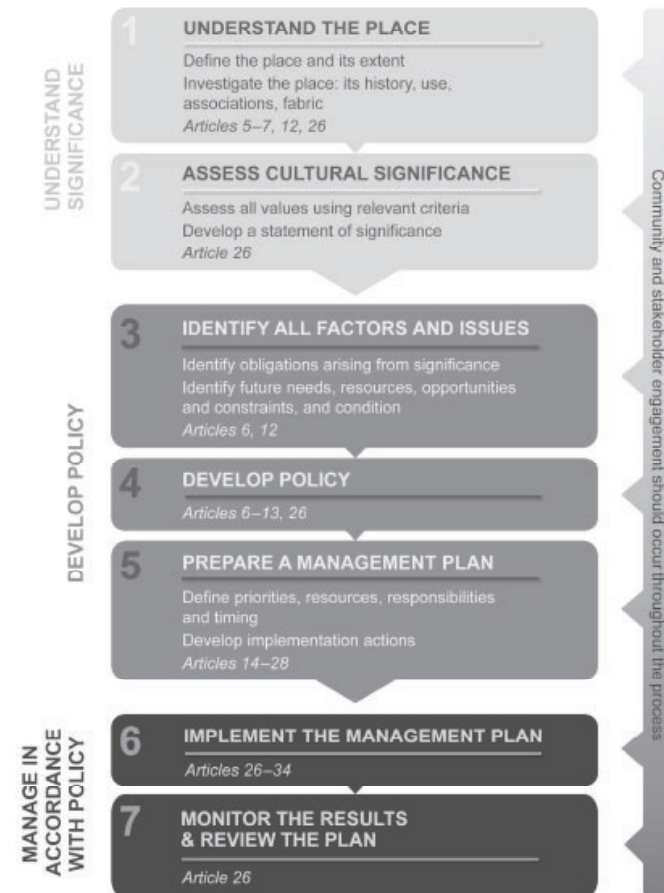 UNDERSTAND
SIGNIFICANCE
1
UNDERSTAND THE PLACE
Define the place and its extent
Investigate the place: its history, use,
associations, fabric
Articles 5–7, 12, 26
2
ASSESS CULTURAL SIGNIFICANCE
Assess all values using relevant criteria
Develop a statement of significance
Article 26
DEVELOP POLICY
3
IDENTIFY ALL FACTORS AND ISSUES
Identify obligations arising from significance
Identify future needs, resources, opportunities
and constraints, and condition
Articles 6, 12
4
DEVELOP POLICY
Articles 6–13, 26
5
PREPARE A MANAGEMENT PLAN
Define priorities, resources, responsibilities
and timing
Develop implementation actions
Articles 14–28
MANAGE IN
ACCORDANCE
WITH POLICY
6
IMPLEMENT THE MANAGEMENT PLAN
Articles 26–34
7
MONITOR THE RESULTS
& REVIEW THE PLAN
Article 26
Community and stakeholder engagement should occur throughout the process